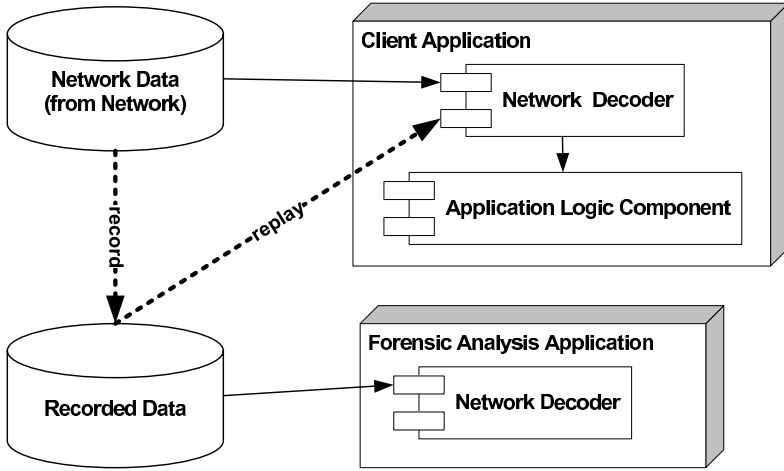 Network Data
(from Network)
Client Application
Network Decoder
Application Logic Component
record
replay
Recorded Data
Forensic Analysis Application
Network Decoder